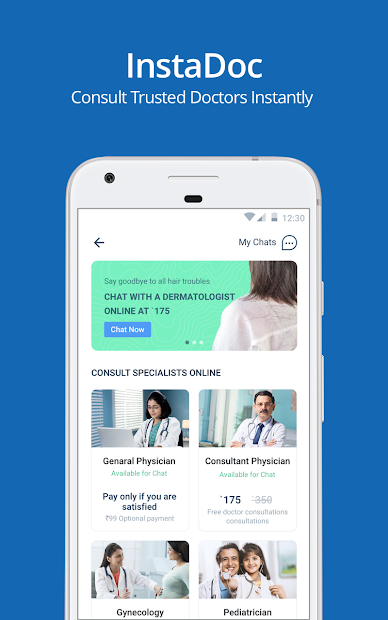 InstaDoc
Consult Trusted Doctors Instantly
12:30
My Chats
Say goodbye to all hair troubles
CHAT WITH A DERMATOLOGIST
ONLINE AT `175
Chat Now
CONSULT SPECIALISTS ONLINE
Genaral Physician
Available for Chat
Pay only if you are
satisfied
₹99 Optional payment
Consultant Physician
Available for Chat
`175 `350
Free doctor consultations
consultations
Gynecology
Pediatrician